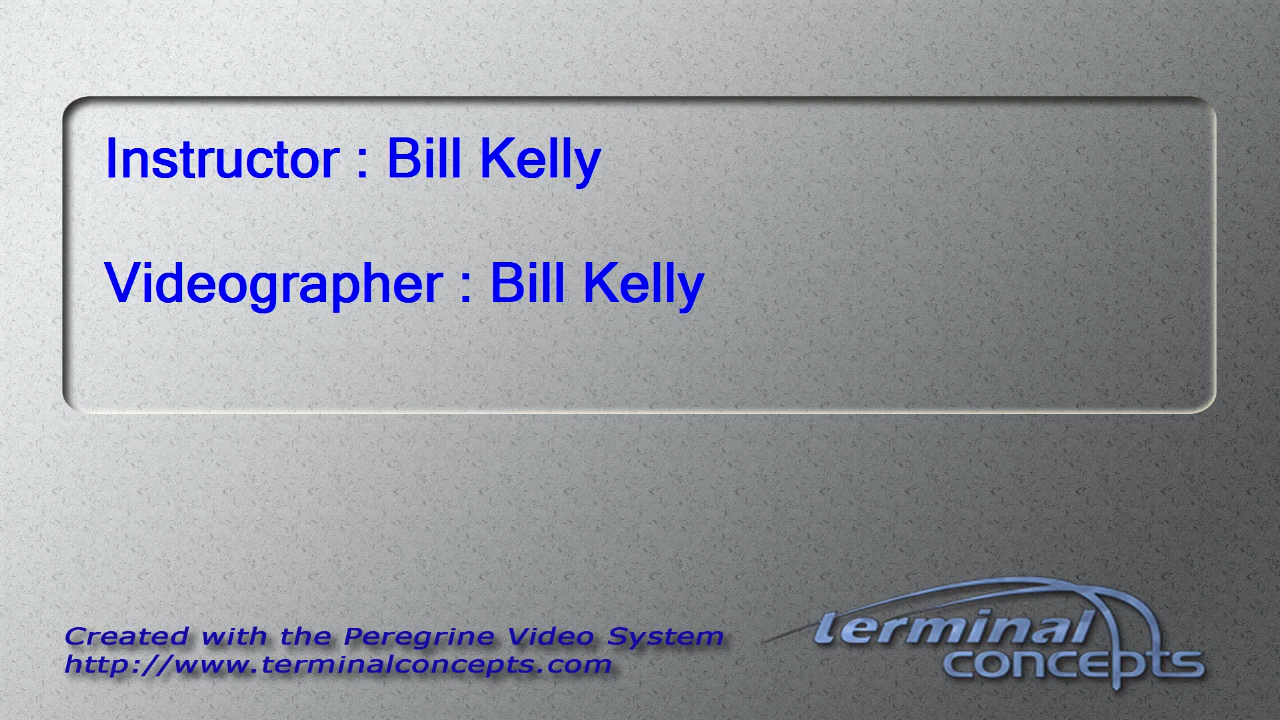 Instructor : Bill Kelly
Videographer : Bill Kelly
Created with the Peregrine Video System
http://www.terminalconcepts.com
terminal
concepts